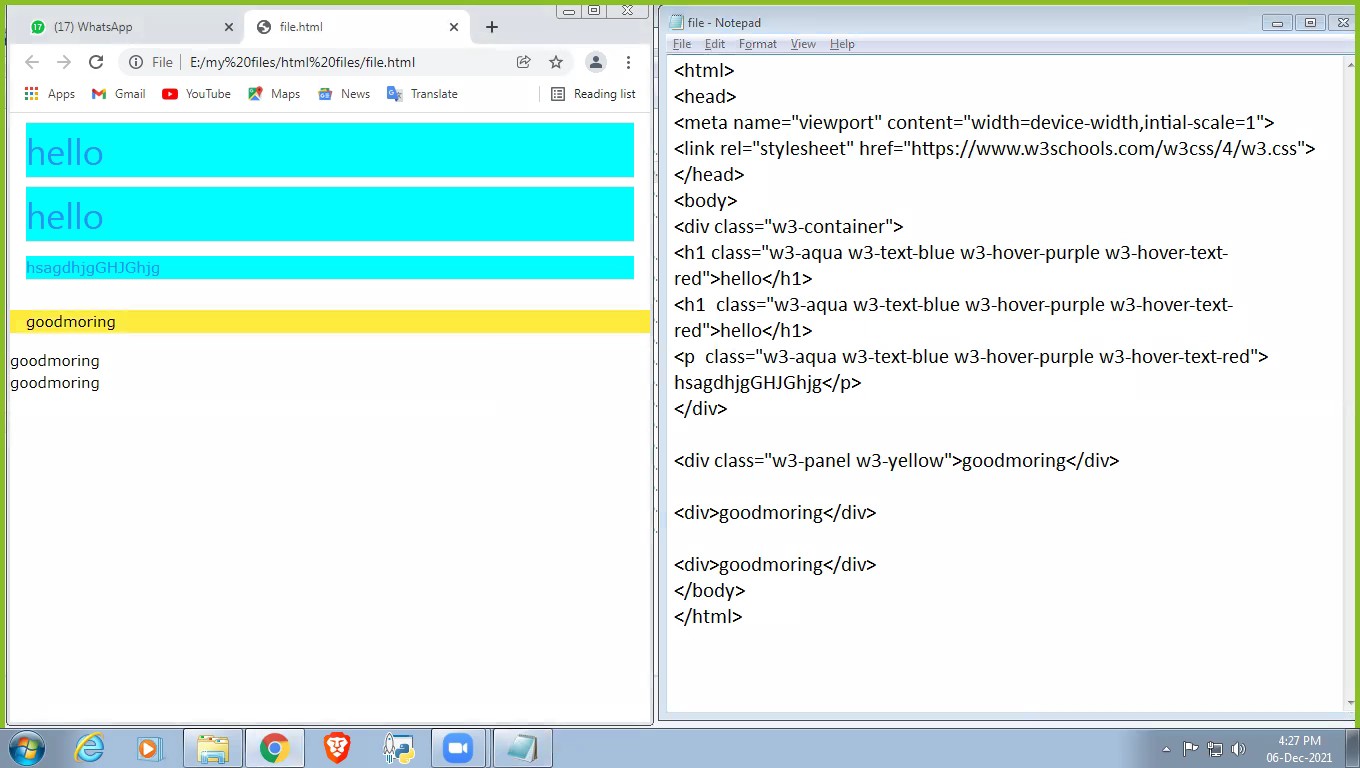 17 (17) WhatsApp
file.html
File
E:/my%20files/html%20files/file.html
Apps
Gmail
YouTube
Maps
News
Translate
Reading list
hello
hello
hsagdhjgGHJGhjg
goodmoring
goodmoring
goodmoring
file - Notepad
File Edit Format View Help
<html>
<head>
<meta name="viewport" content="width=device-width,intial-scale=1">
<link rel="stylesheet" href="https://www.w3schools.com/w3css/4/w3.css">
</head>
<body>
<div class="w3-container">
<h1 class="w3-aqua w3-text-blue w3-hover-purple w3-hover-text-
red">hello</h1>
<h1  class="w3-aqua w3-text-blue w3-hover-purple w3-hover-text-
red">hello</h1>
<p  class="w3-aqua w3-text-blue w3-hover-purple w3-hover-text-red">
hsagdhjgGHJGhjg</p>
</div>
<div class="w3-panel w3-yellow">goodmoring</div>
<div>goodmoring</div>
<div>goodmoring</div>
</body>
</html>
4:27 PM
06-Dec-2021